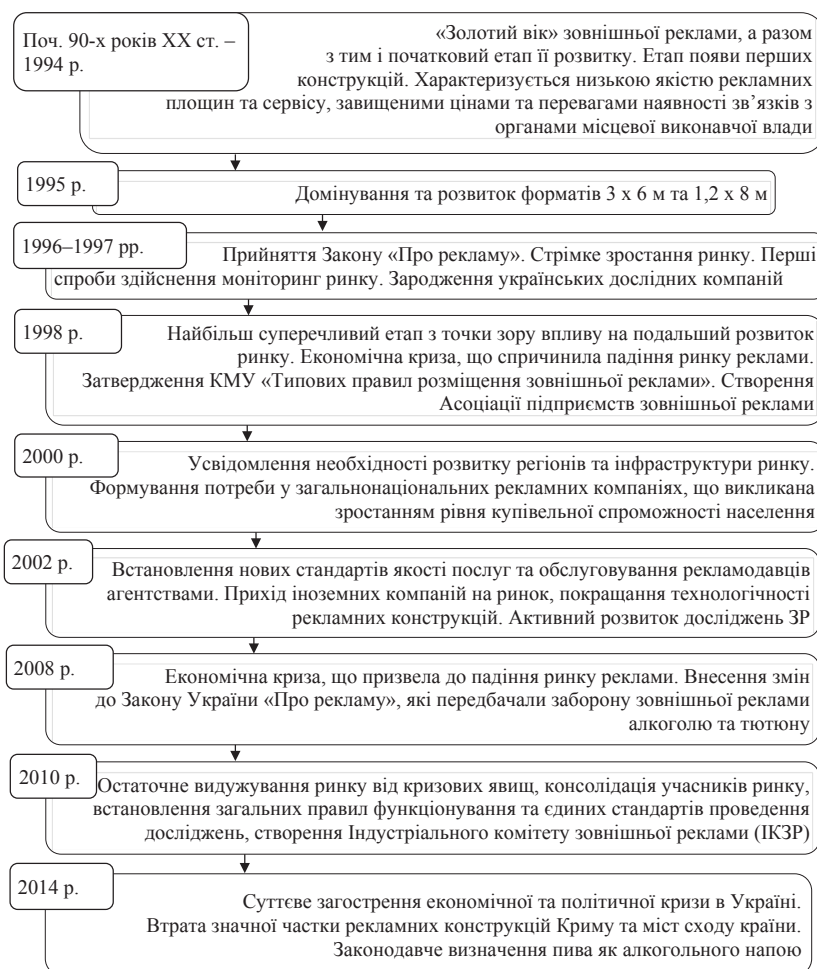 Поч. 90-х років XX ст. –
1994 р.
«Золотий вік» зовнішньої реклами, а разом
з тим і початковий етап її розвитку. Етап появи перших
конструкцій. Характеризується низькою якістю рекламних
площин та сервісу, завищеними цінами та перевагами наявності зв’язків з
органами місцевої виконавчої влади
1995 р.
Домінування та розвиток форматів 3 х 6 м та 1,2 х 8 м
1996–1997 рр.
Прийняття Закону «Про рекламу». Стрімке зростання ринку. Перші
спроби здійснення моніторинг ринку. Зародження українських дослідних компаній
1998 р.
Найбільш суперечливий етап з точки зору впливу на подальший розвиток
ринку. Економічна криза, що спричинила падіння ринку реклами.
Затвердження КМУ «Типових правил розміщення зовнішньої реклами». Створення
Асоціації підприємств зовнішньої реклами
2000 р.
Усвідомлення необхідності розвитку регіонів та інфраструктури ринку.
Формування потреби у загальнонаціональних рекламних компаніях, що викликана
зростанням рівня купівельної спроможності населення
2002 р.
Встановлення нових стандартів якості послуг та обслуговування рекламодавців
агентствами. Прихід іноземних компаній на ринок, покращання технологічності
рекламних конструкцій. Активний розвиток досліджень ЗР
2008 р.
Економічна криза, що призвела до падіння ринку реклами. Внесення змін
до Закону України «Про рекламу», які передбачали заборону зовнішньої реклами
алкоголю та тютюну
2010 р.
Остаточне видужування ринку від кризових явищ, консолідація учасників ринку,
встановлення загальних правил функціонування та єдиних стандартів проведення
досліджень, створення Індустріального комітету зовнішньої реклами (ІКЗР)
2014 р.
Суттєве загострення економічної та політичної кризи в Україні.
Втрата значної частки рекламних конструкцій Криму та міст сходу країни.
Законодавче визначення пива як алкогольного напою